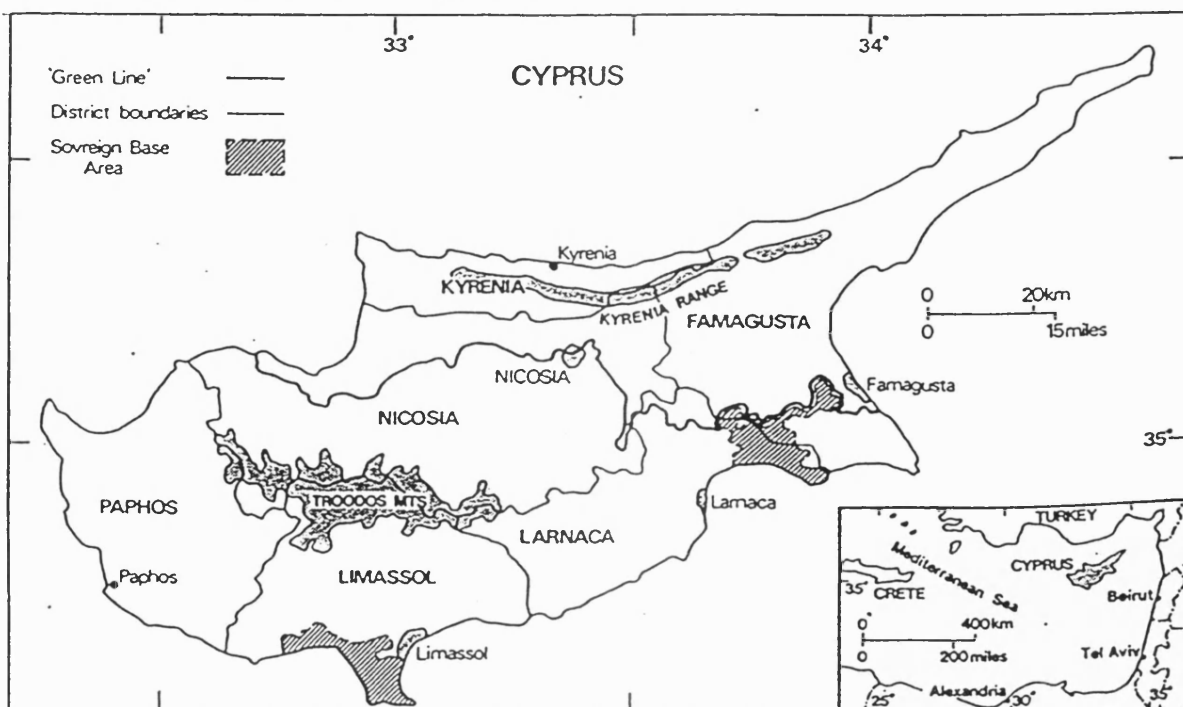 33°
34°
CYPRUS
'Green Line'
District boundaries
Sovreign Base
Area
Kyrenia
KYRENIA
KYRENIA RANGE
FAMAGUSTA
0 20km
0 15miles
NICOSIA
NICOSIA
Famagusta
35°
TROODOS MTS
PAPHOS
Larnaca
LARNACA
Paphos
LIMASSOL
Limassol
TURKEY
Mediterranean Sea
CYPRUS
35°
CRETE
Beirut
0 400km
0 200miles
Tel Aviv
Alexandria
25°
30°
35°